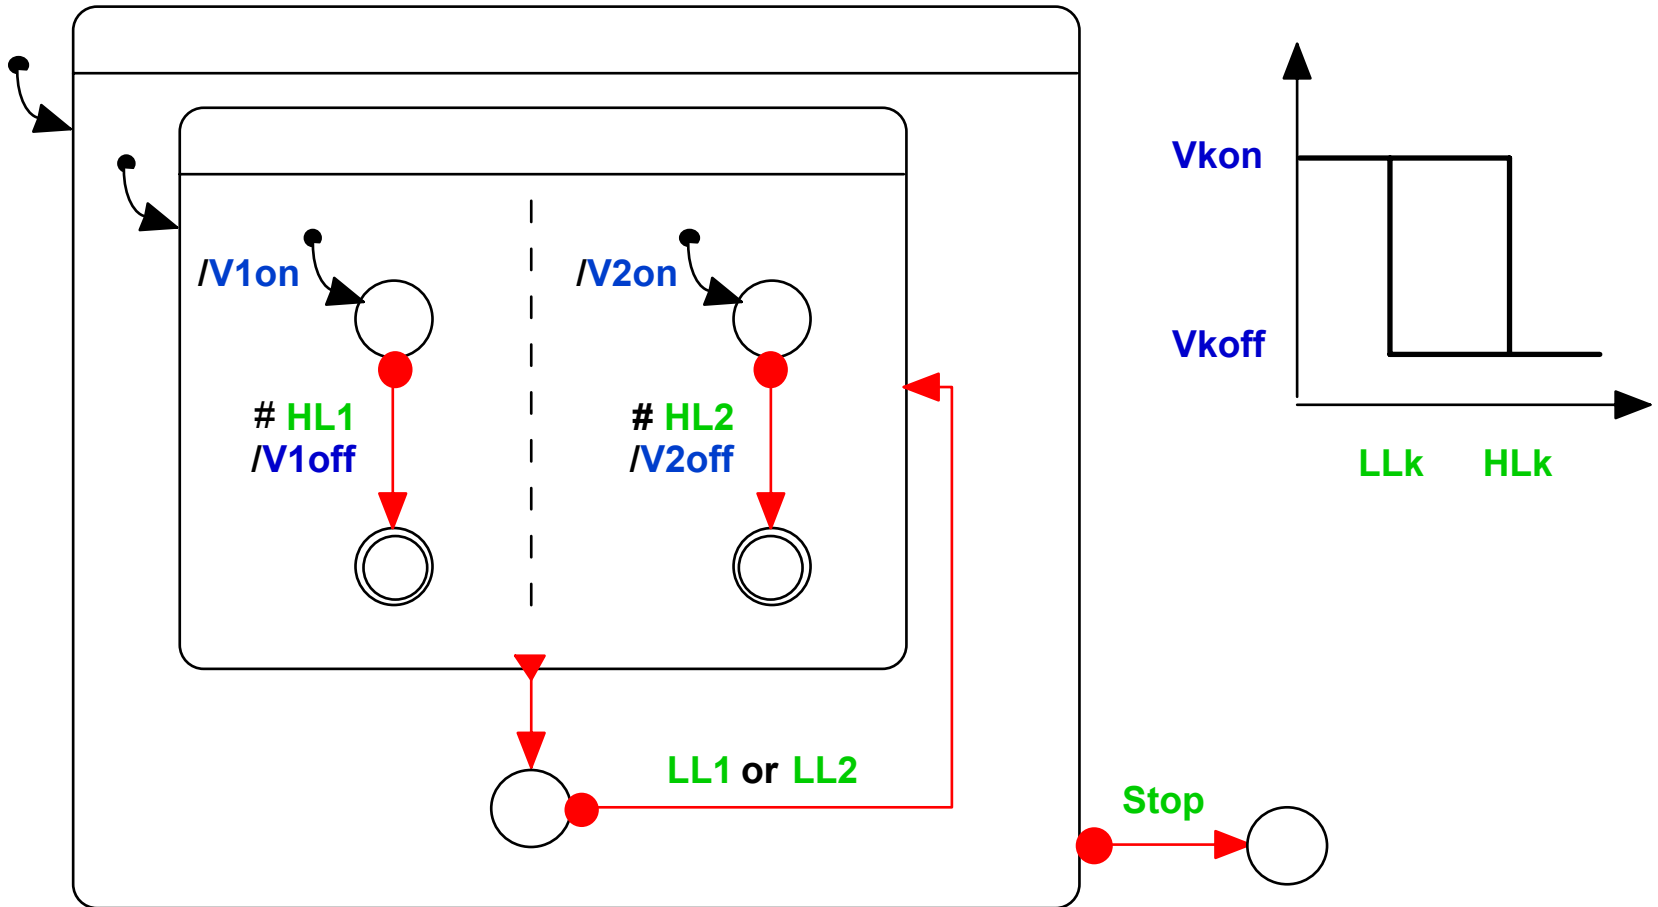 /V1on
/V2on
# HL1
/V1off
# HL2
/V2off
LL1 or LL2
Stop
Vkon
Vkoff
LLk HLk